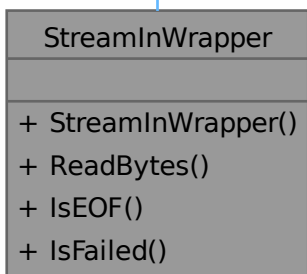 StreamInWrapper
+ StreamInWrapper()
+ ReadBytes()
+ IsEOF()
+ IsFailed()